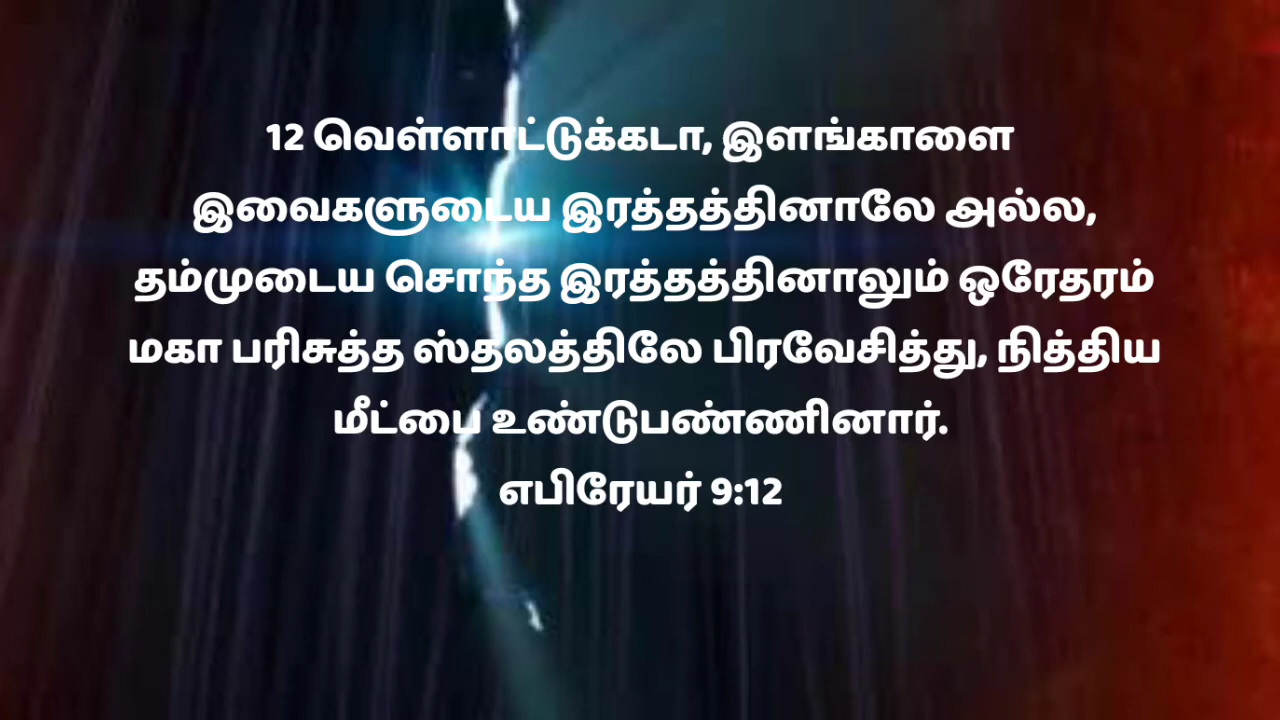 12 வெள்ளாட்டுக்கடா, இளங்காளை
இவைகளுடைய இரத்தத்தினாலே அல்ல,
தம்முடைய சொந்த இரத்தத்தினாலும் ஒரேதரம்
மகா பரிசுத்த ஸ்தலத்திலே பிரவேசித்து, நித்திய
மீட்பை உண்டுபண்ணினார்.
எபிரேயர் 9:12